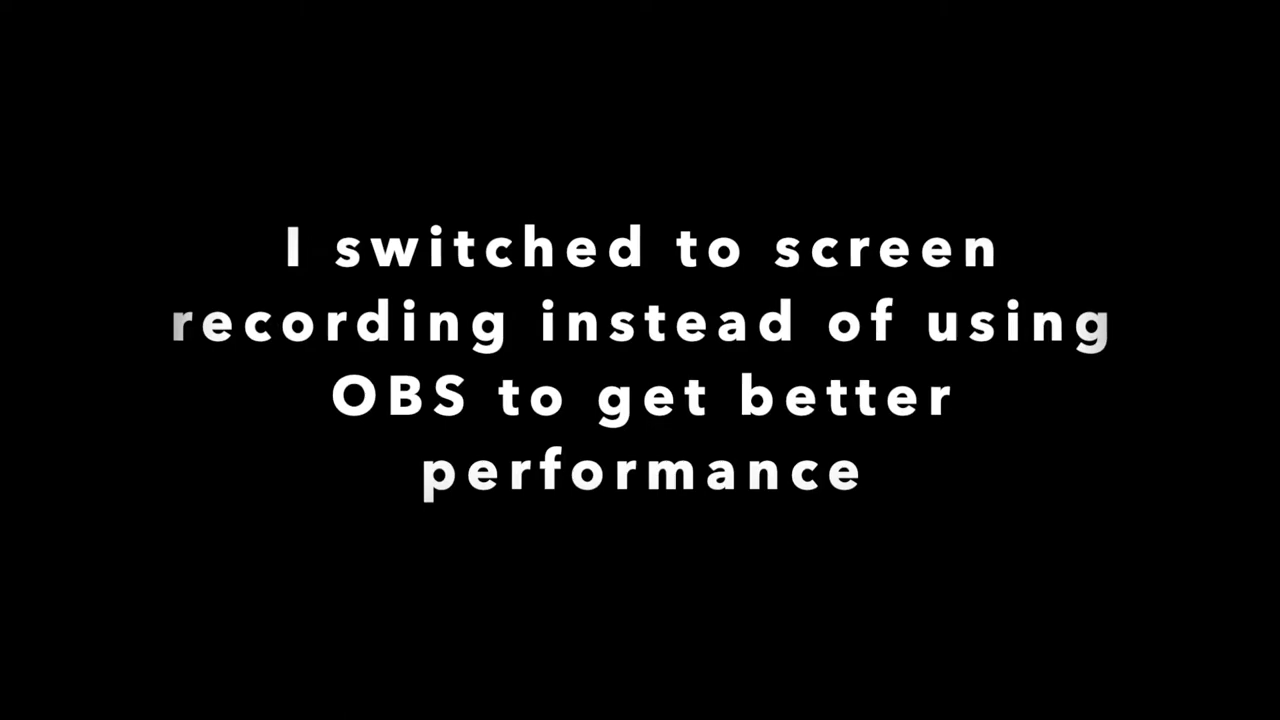 I switched to screen
recording instead of using
OBS to get better
performance